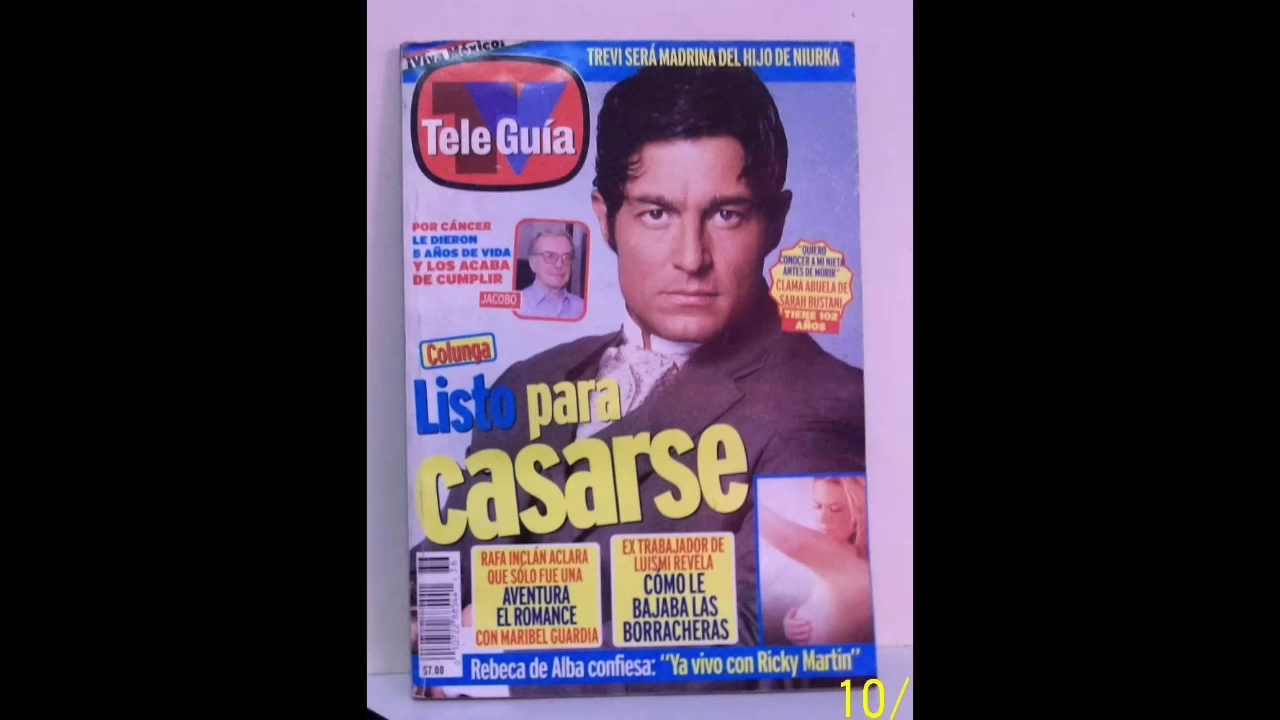 ¡Viva México!
TREVI SERÁ MADRINA DEL HIJO DE NIURKA
TV
Tele Guía
POR CÁNCER
LE DIERON
5 AÑOS DE VIDA
Y LOS ACABA
DE CUMPLIR
JACOBO
"QUIERO
CONOCER A MI NIETA
ANTES DE MORIR"
CLAMA ABUELA DE
SARAH BUSTANI
¡TIENE 102
AÑOS
Colunga
Listo para
casarse
RAFA INCLÁN ACLARA
QUE SÓLO FUE UNA
AVENTURA
EL ROMANCE
CON MARIBEL GUARDIA
EX TRABAJADOR DE
LUISMI REVELA
CÓMO LE
BAJABA LAS
BORRACHERAS
$7.00
Rebeca de Alba confiesa: "Ya vivo con Ricky Martin"
10/